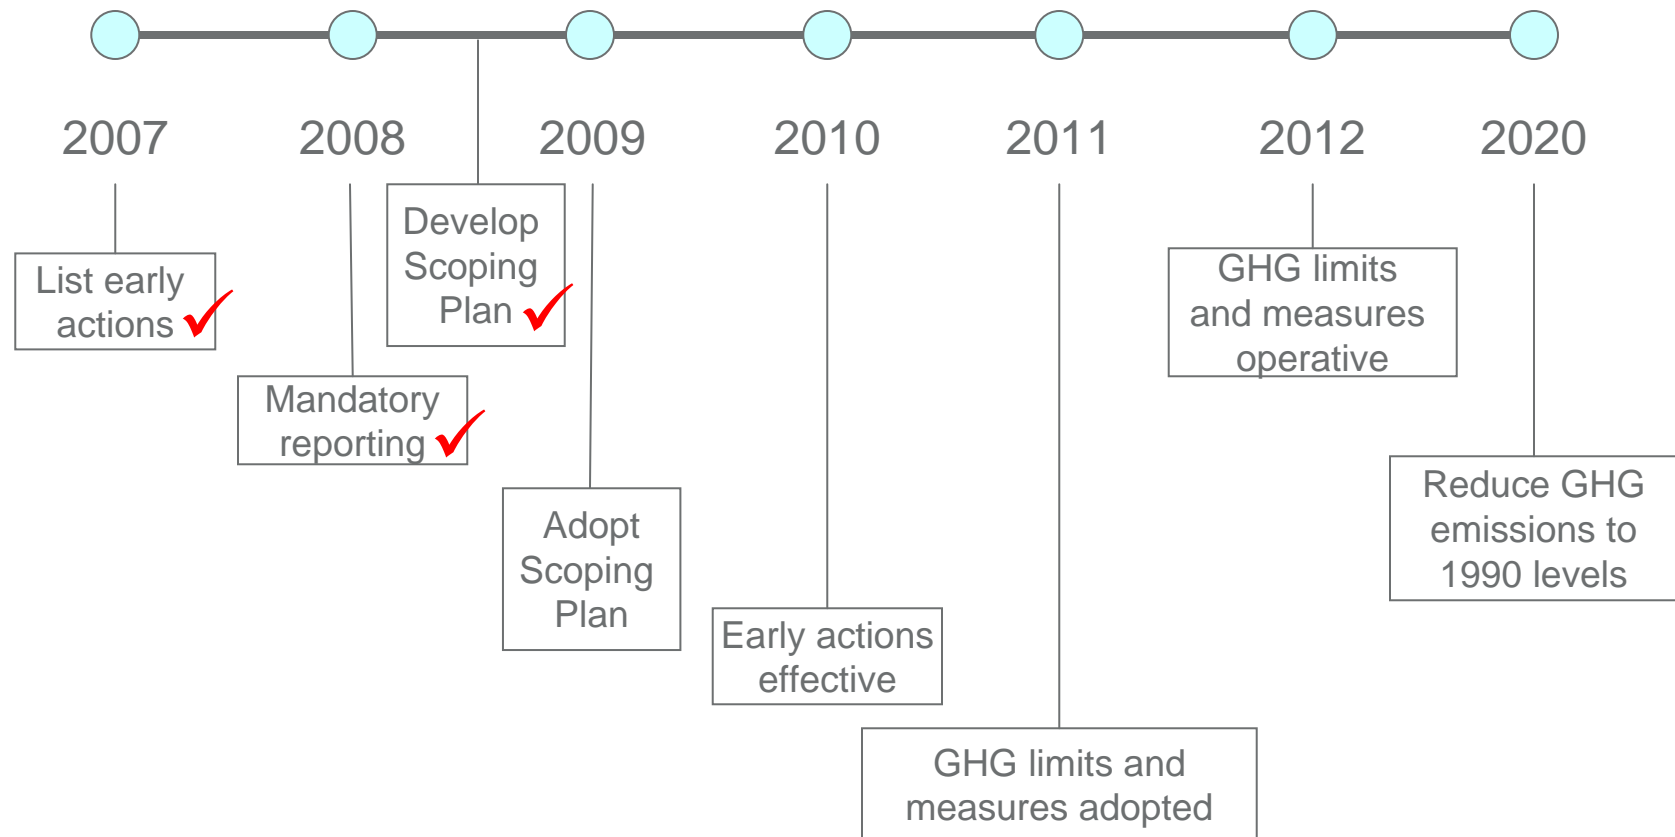 2007
2008
2009
2010
2011
2012
2020
List early
actions
Mandatory
reporting
Develop
Scoping
Plan
Adopt
Scoping
Plan
Early actions
effective
GHG limits and
measures adopted
GHG limits
and measures
operative
Reduce GHG
emissions to
1990 levels